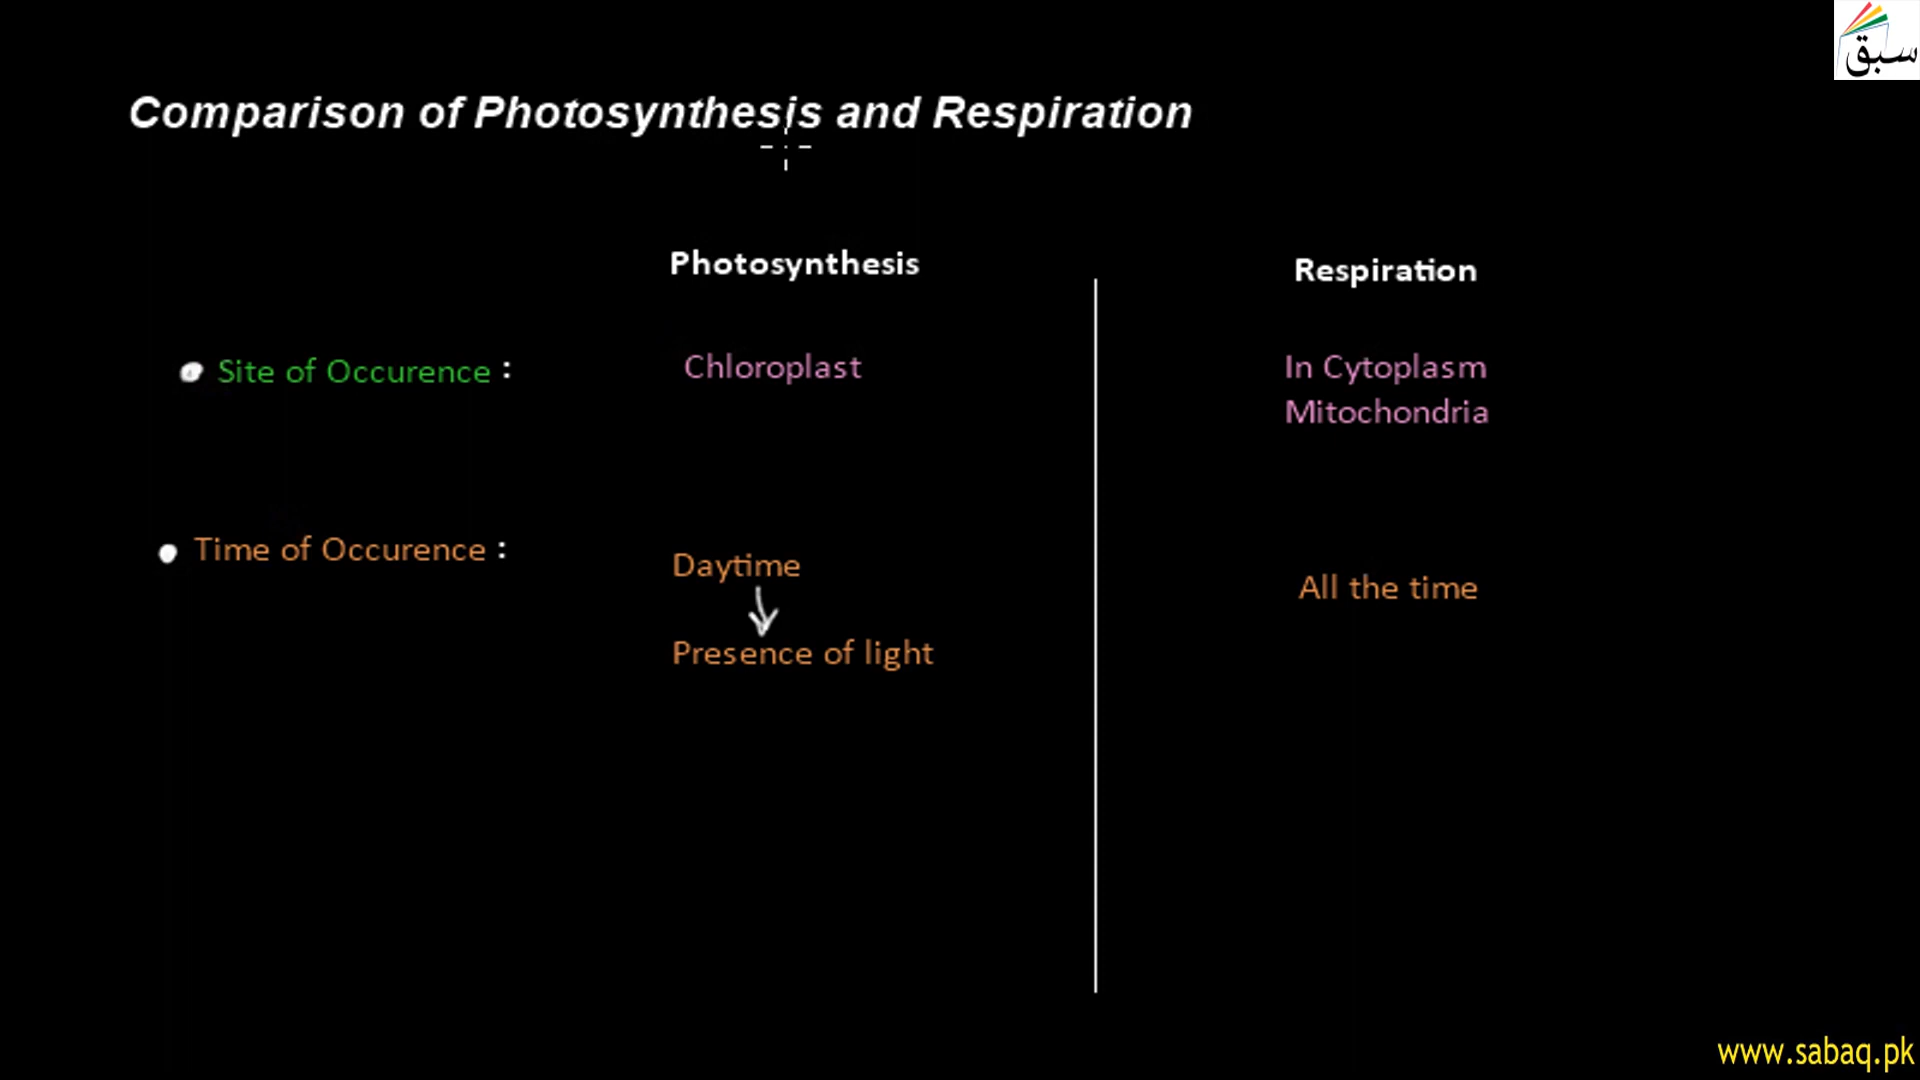 سبق
Comparison of Photosynthesis and Respiration
Photosynthesis
Respiration
Site of Occurence :
Chloroplast
In Cytoplasm
Mitochondria
Time of Occurence :
Daytime
All the time
Presence of light
www.sabaq.pk